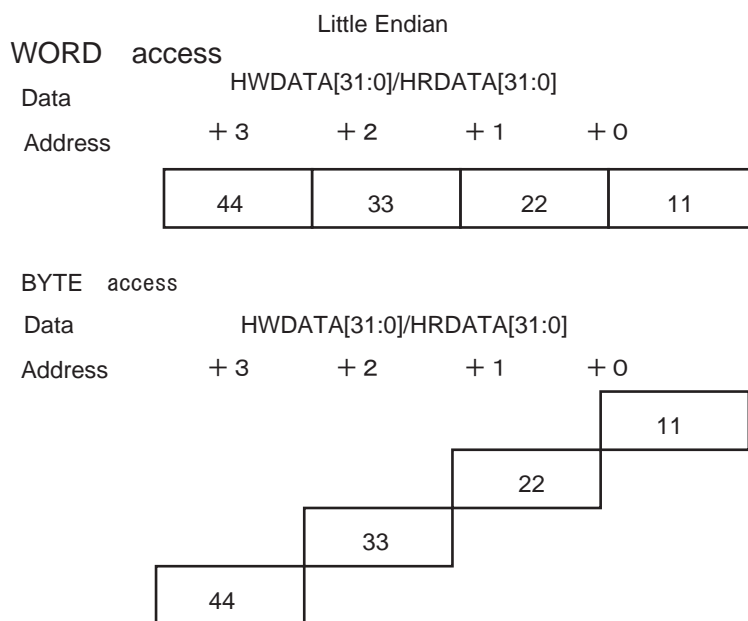 Little Endian
WORD access
Data HWDATA[31:0]/HRDATA[31:0]
Address ＋３ ＋２ ＋１ ＋０
44 33 22 11
BYTE access
Data HWDATA[31:0]/HRDATA[31:0]
Address ＋３ ＋２ ＋１ ＋０
11
22
33
44